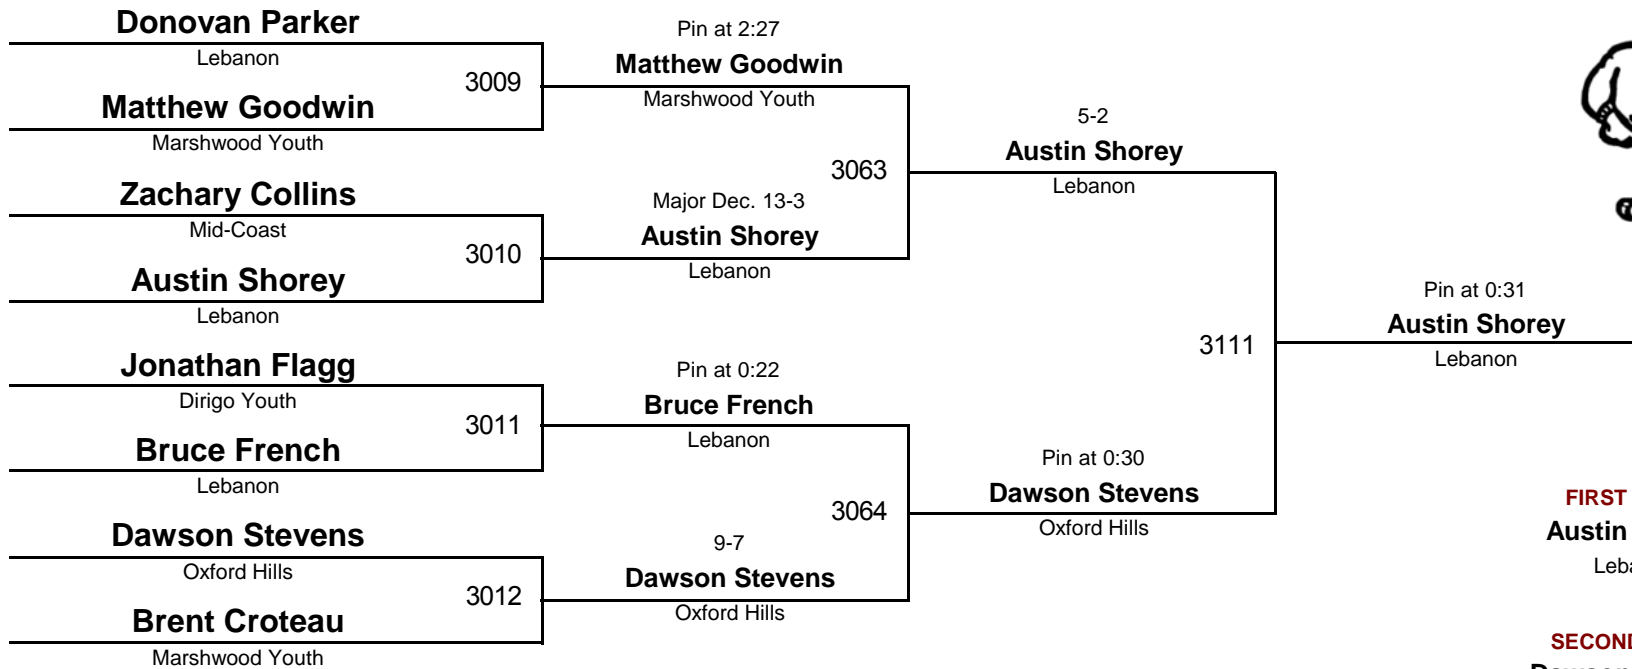 Donovan Parker
Lebanon
3009
Matthew Goodwin
Marshwood Youth
Zachary Collins
Mid-Coast
3010
Austin Shorey
Lebanon
Jonathan Flagg
Dirigo Youth
3011
Bruce French
Lebanon
Dawson Stevens
Oxford Hills
3012
Brent Croteau
Marshwood Youth
Pin at 2:27
Matthew Goodwin
Marshwood Youth
3063
Major Dec. 13-3
Austin Shorey
Lebanon
Pin at 0:22
Bruce French
Lebanon
3064
9-7
Dawson Stevens
Oxford Hills
5-2
Austin Shorey
Lebanon
3111
Pin at 0:30
Dawson Stevens
Oxford Hills
Pin at 0:31
Austin Shorey
Lebanon
FIRST
Austin